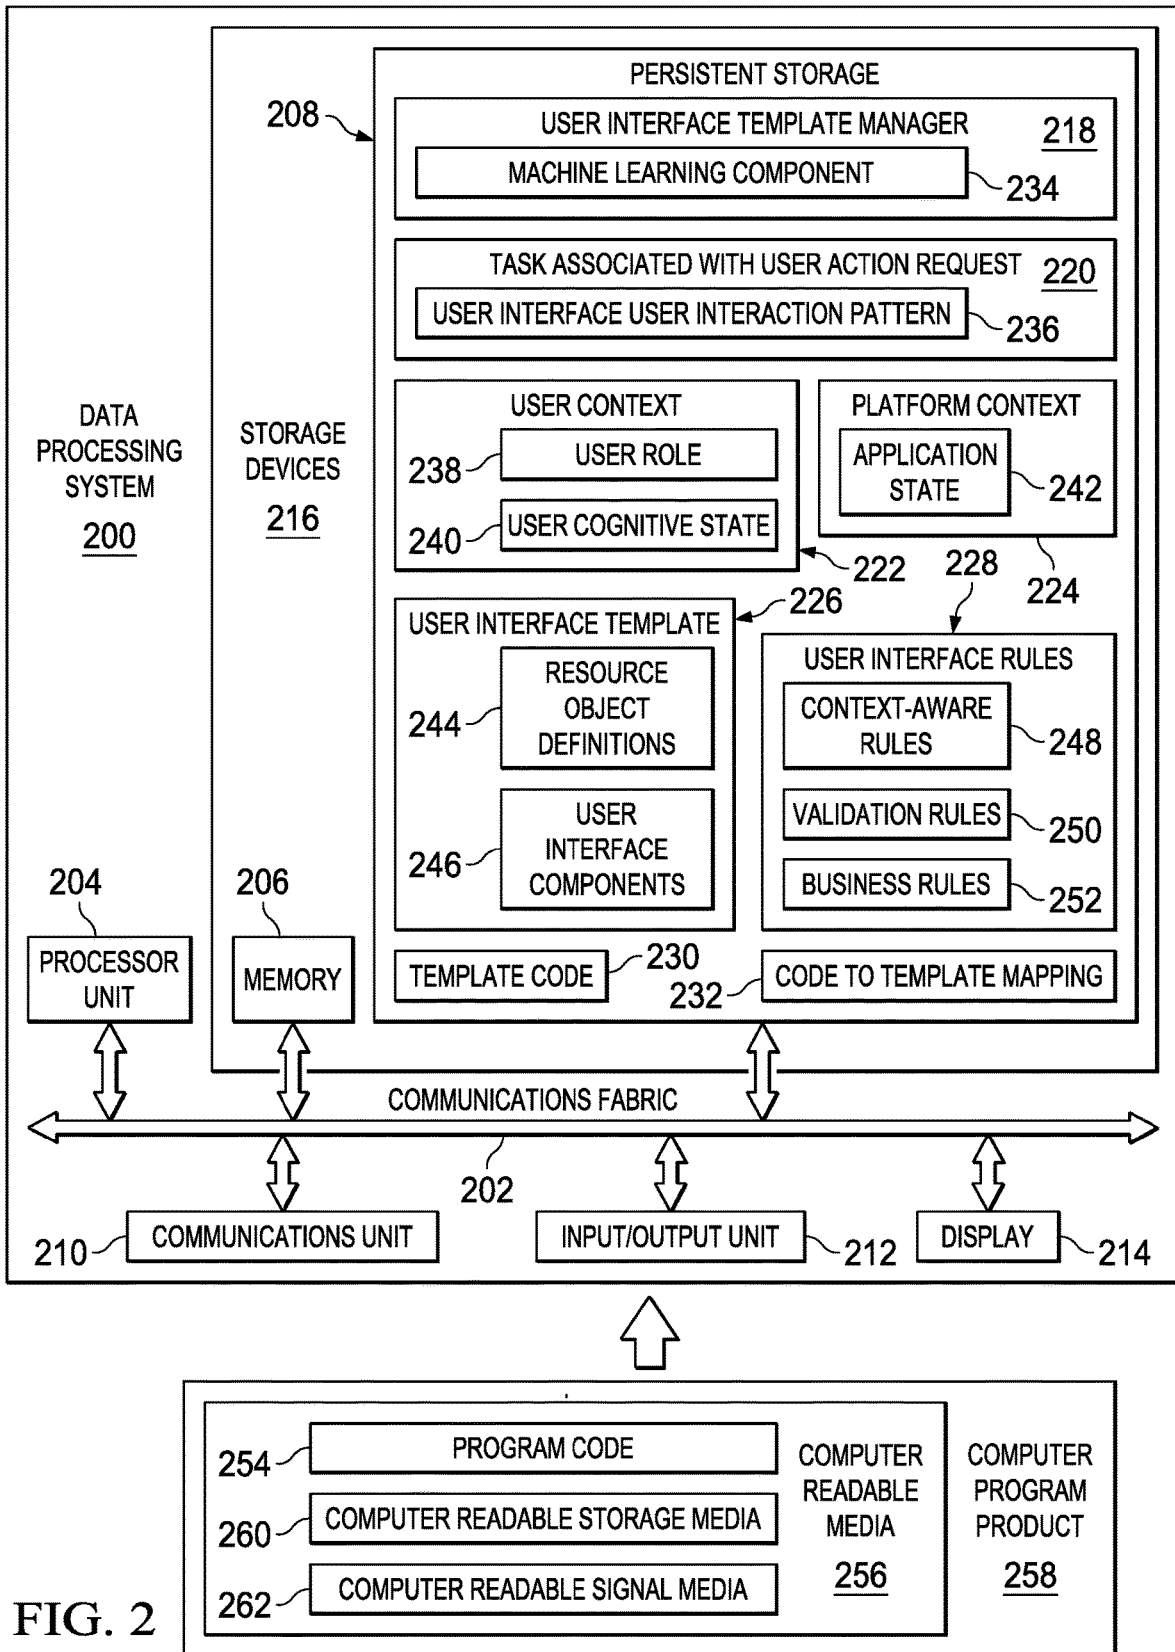 PERSISTENT STORAGE
208
USER INTERFACE TEMPLATE MANAGER
218
MACHINE LEARNING COMPONENT
234
TASK ASSOCIATED WITH USER ACTION REQUEST
220
USER INTERFACE USER INTERACTION PATTERN
236
DATA
PROCESSING
SYSTEM
200
STORAGE
DEVICES
216
USER CONTEXT
238
USER ROLE
240
USER COGNITIVE STATE
222
PLATFORM CONTEXT
APPLICATION
STATE
242
224
226
USER INTERFACE TEMPLATE
244
RESOURCE
OBJECT
DEFINITIONS
246
USER
INTERFACE
COMPONENTS
228
USER INTERFACE RULES
CONTEXT-AWARE
RULES
248
VALIDATION RULES
250
BUSINESS RULES
252
204
PROCESSOR
UNIT
206
MEMORY
TEMPLATE CODE
230
232
CODE TO TEMPLATE MAPPING
COMMUNICATIONS FABRIC
202
210
COMMUNICATIONS UNIT
INPUT/OUTPUT UNIT
212
DISPLAY
214
254
PROGRAM CODE
260
COMPUTER READABLE STORAGE MEDIA
262
COMPUTER READABLE SIGNAL MEDIA
COMPUTER
READABLE
MEDIA
256
COMPUTER
PROGRAM
PRODUCT
258
FIG. 2